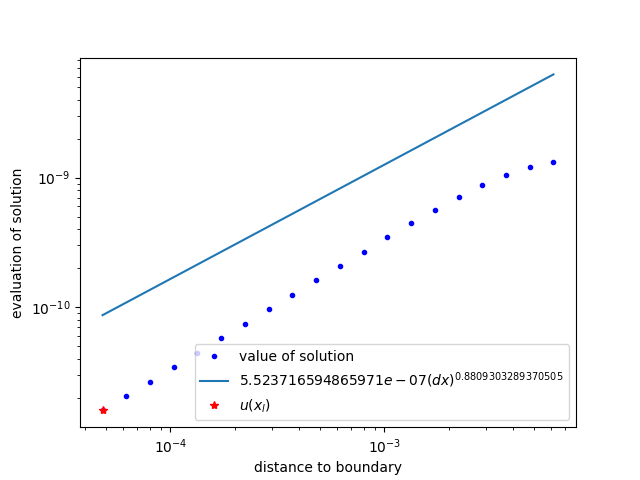 10⁻⁹
10⁻¹⁰
evaluation of solution
value of solution
5.523716594865971e − 07(dx)^0.8809303289370505
u(x_l)
10⁻⁴
10⁻³
distance to boundary